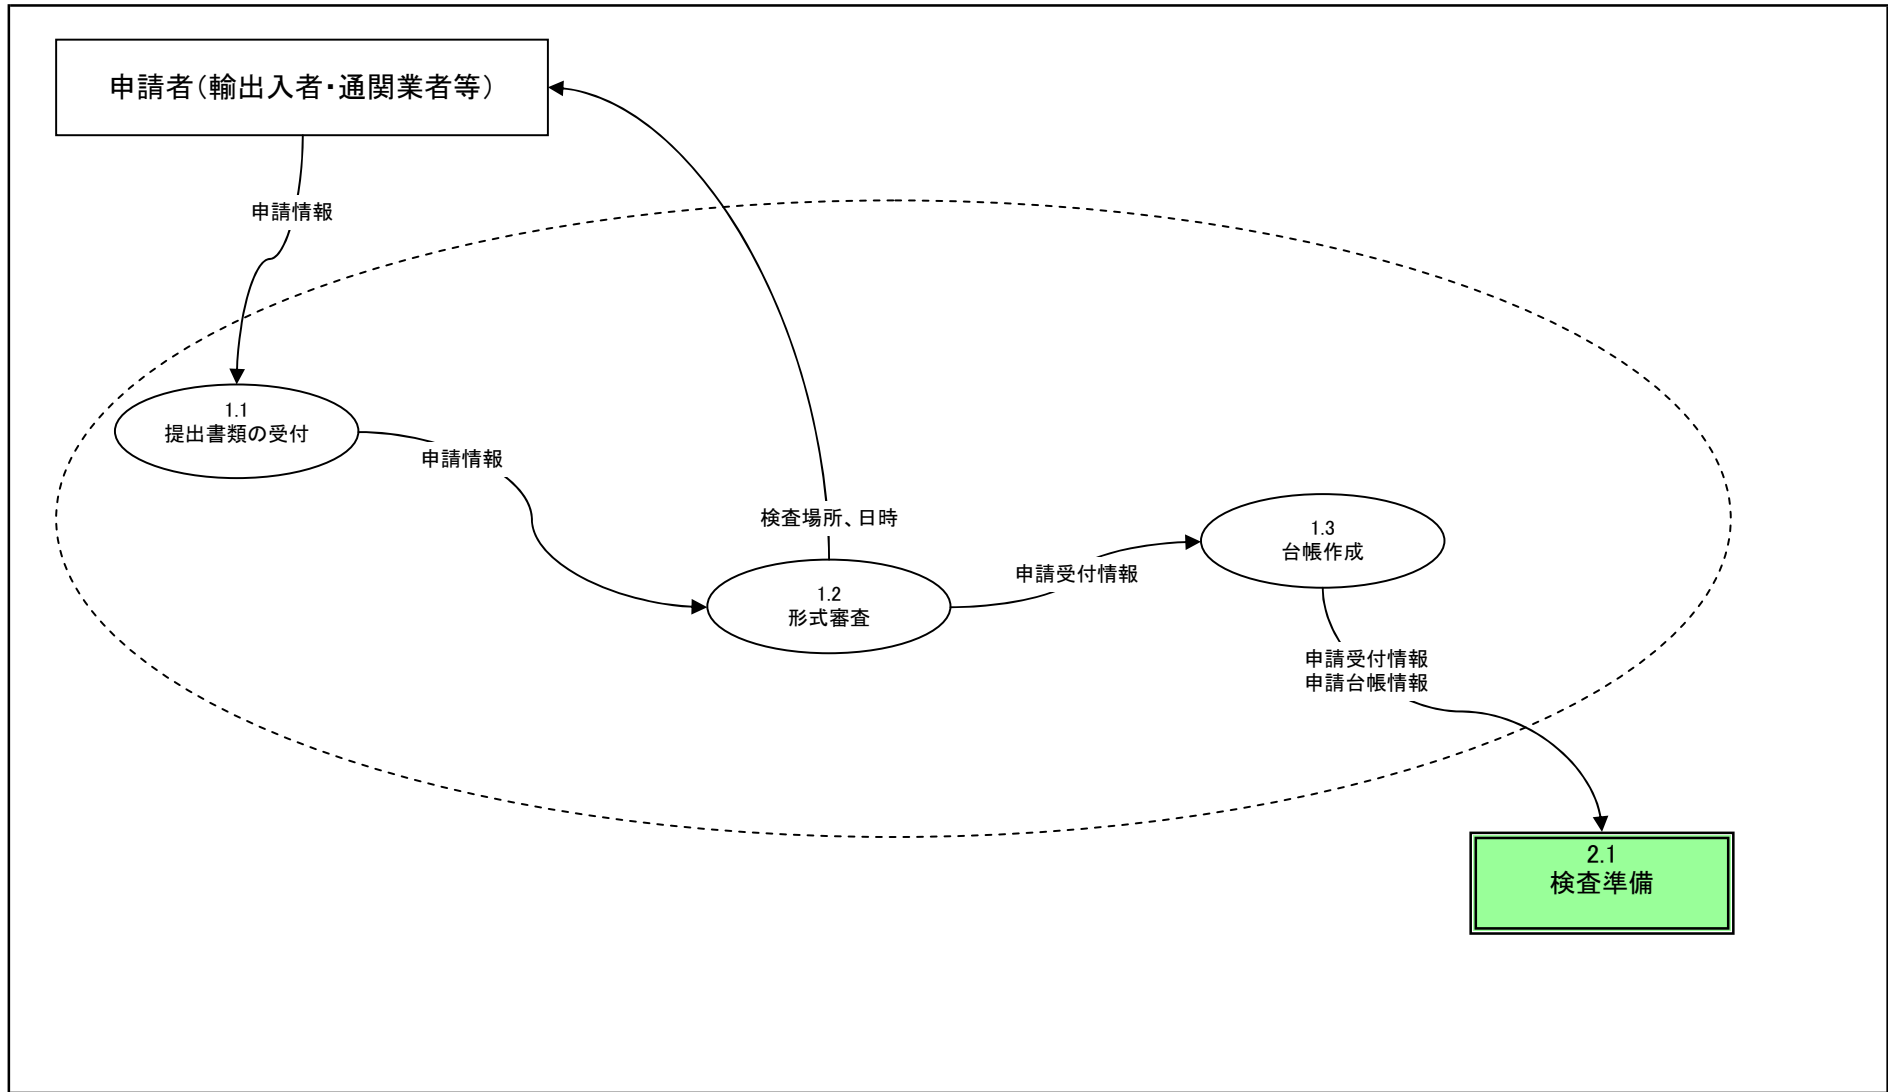 申請者（輸出入者・通関業者等）
申請情報
1.1
提出書類の受付
申請情報
検査場所、日時
1.2
形式審査
申請受付情報
1.3
台帳作成
申請受付情報
申請台帳情報
2.1
検査準備